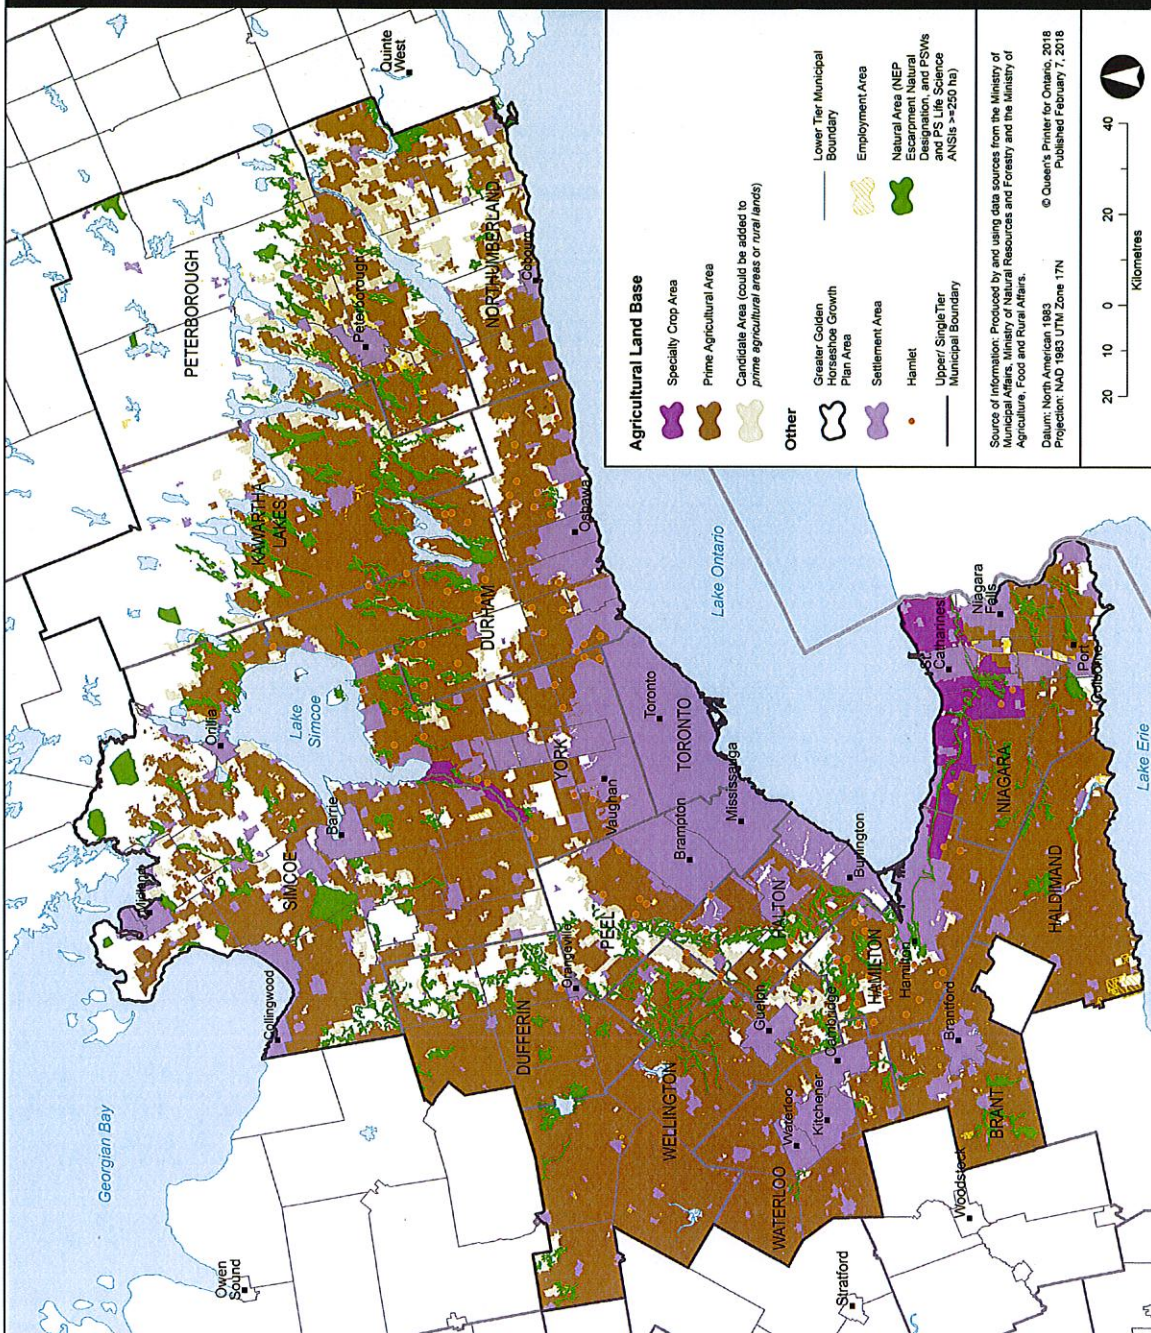 Georgian Bay
Owen
Sound
Collingwood
Midland
Orillia
Barrie
SIMCOE
Lake
Simcoe
KAWARTHA
LAKES
PETERBOROUGH
Peterborough
Quinte
West
NORTHUMBERLAND
Cobourg
DURHAM
Oshawa
YORK
Vaughan
TORONTO
Toronto
DUFFERIN
Orangeville
PEEL
Brampton
Mississauga
WELLINGTON
Guelph
HALTON
Burlington
WATERLOO
Waterloo
Kitchener
Cambridge
HAMILTON
Hamilton
Stratford
Woodstock
BRANT
Brantford
HALDIMAND
NIAGARA
St.
Catharines
Niagara
Falls
Port
Colborne
Lake Ontario
Lake Erie
Agricultural Land Base
Specialty Crop Area
Prime Agricultural Area
Candidate Area (could be added to
prime agricultural areas or rural lands)
Other
Greater Golden
Horseshoe Growth
Plan Area
Settlement Area
Hamlet
Upper/ SingleTier
Municipal Boundary
Lower Tier Municipal
Boundary
Employment Area
Natural Area (NEP
Escarpment Natural
Designation, and PSWs
and PS Life Science
ANSIs >=250 ha)
Source of Information: Produced by and using data sources from the Ministry of
Municipal Affairs, Ministry of Natural Resources and Forestry and the Ministry of
Agriculture, Food and Rural Affairs.
Datum: North American 1983
Projection: NAD 1983 UTM Zone 17N
© Queen's Printer for Ontario, 2018
Published February 7, 2018
20 10 0 20 40
Kilometres